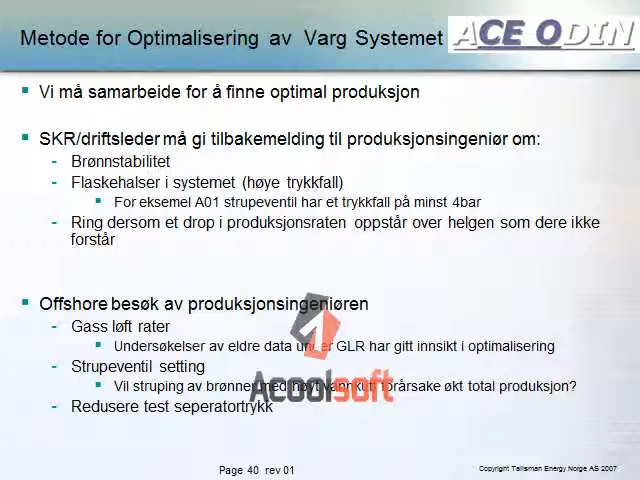 Metode for Optimalisering av Varg Systemet
ACE ODIN
Vi må samarbeide for å finne optimal produksjon
SKR/driftsleder må gi tilbakemelding til produksjonsingeniør om:
- Brønnstabilitet
- Flaskehalser i systemet (høye trykkfall)
For eksemel A01 strupeventil har et trykkfall på minst 4bar
- Ring dersom et drop i produksjonsraten oppstår over helgen som dere ikke
forstår
Offshore besøk av produksjonsingeniøren
- Gass løft rater
Undersøkelser av eldre data under GLR har gitt innsikt i optimalisering
- Strupeventil setting
Vil struping av brønner med høyt vannkutt forårsake økt total produksjon?
- Redusere test seperatortrykk
Acoolsoft
Page 40 rev 01
Copyright Talisman Energy Norge AS 2007